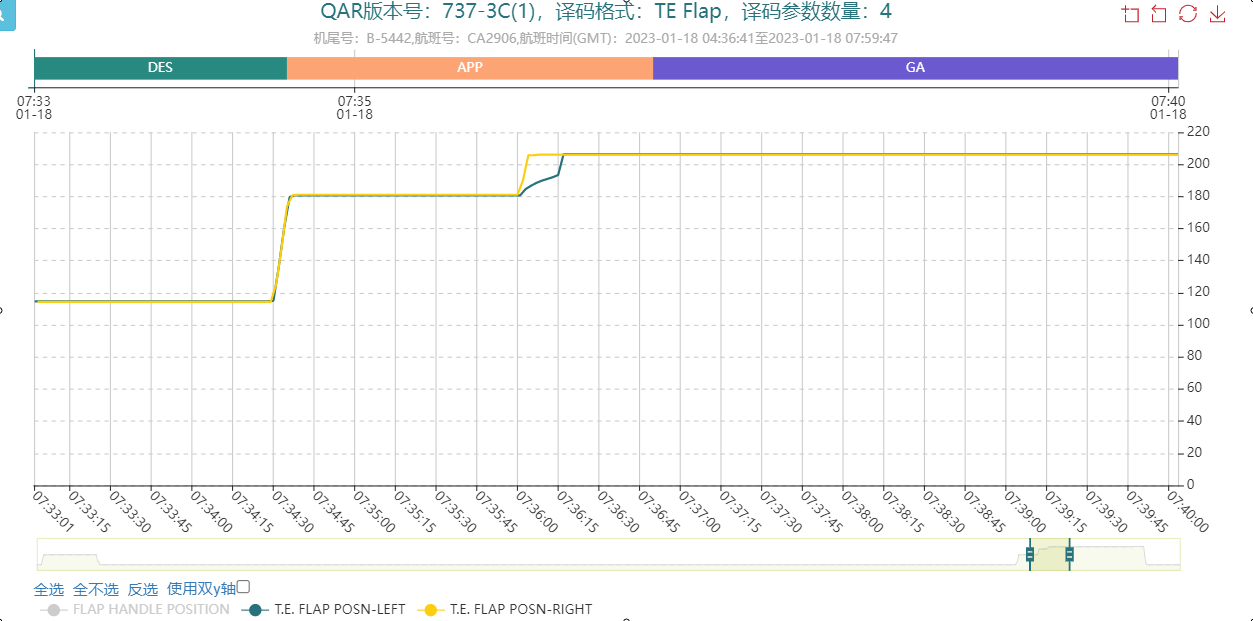 QAR版本号：737-3C(1)，译码格式：TE Flap，译码参数数量：4
机尾号：B-5442,航班号：CA2906,航班时间(GMT)：2023-01-18 04:36:41至2023-01-18 07:59:47
DES APP GA
07:33 07:35 07:40
01-18 01-18 01-18
220
200
180
160
140
120
100
80
60
40
20
0
07:33:01 07:33:15 07:33:30 07:33:45 07:34:00 07:34:15 07:34:30 07:34:45 07:35:00 07:35:15 07:35:30 07:35:45 07:36:00 07:36:15 07:36:30 07:36:45 07:37:00 07:37:15 07:37:30 07:37:45 07:38:00 07:38:15 07:38:30 07:38:45 07:39:00 07:39:15 07:39:30 07:39:45 07:40:00
全选 全不选 反选 使用双y轴
FLAP HANDLE POSITION T.E. FLAP POSN-LEFT T.E. FLAP POSN-RIGHT